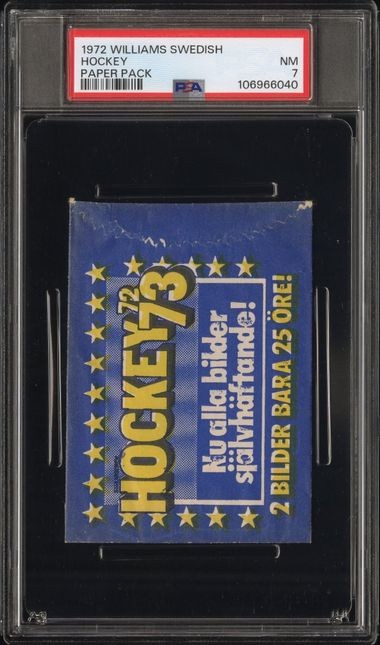 1972 WILLIAMS SWEDISH
HOCKEY NM
PAPER PACK 7
PSA 106966040
HOCKEY 72 73
Nu alla bilder
självhäftande!
2 BILDER BARA 25 ÖRE!